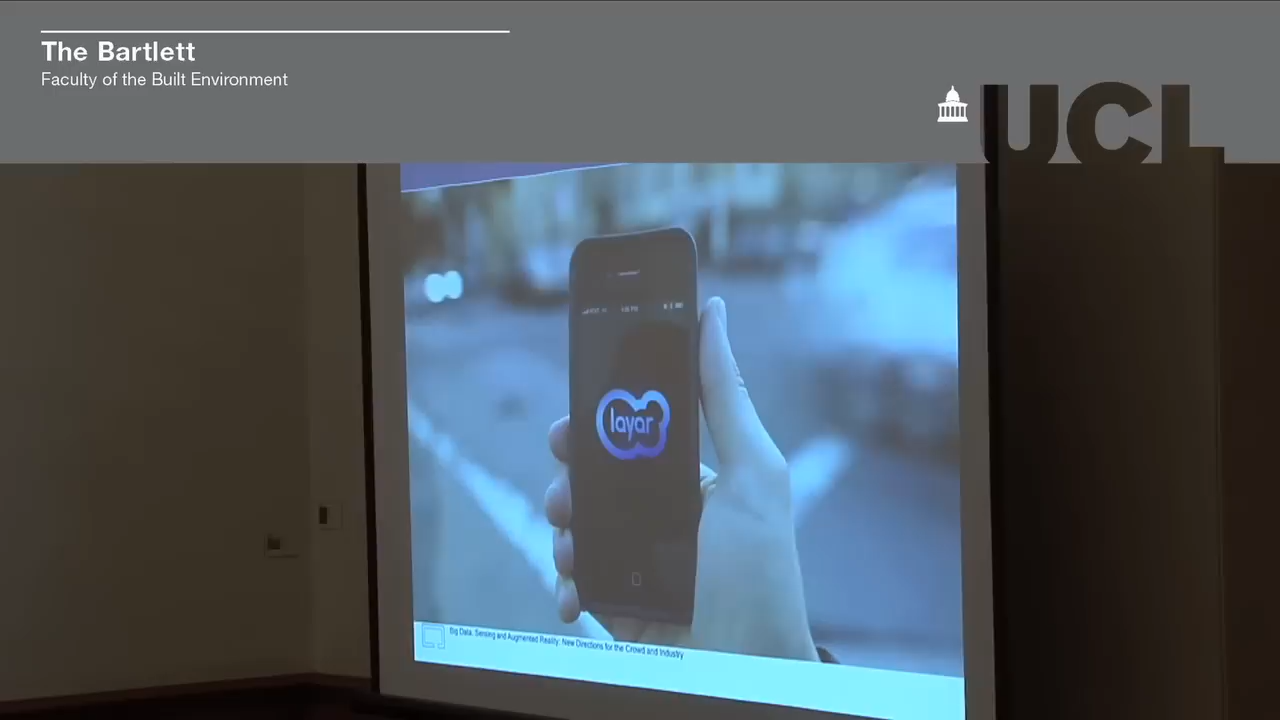 The Bartlett
Faculty of the Built Environment
UCL
layar
Big Data, Sensing and Augmented Reality: New Directions for the Crowd and Industry